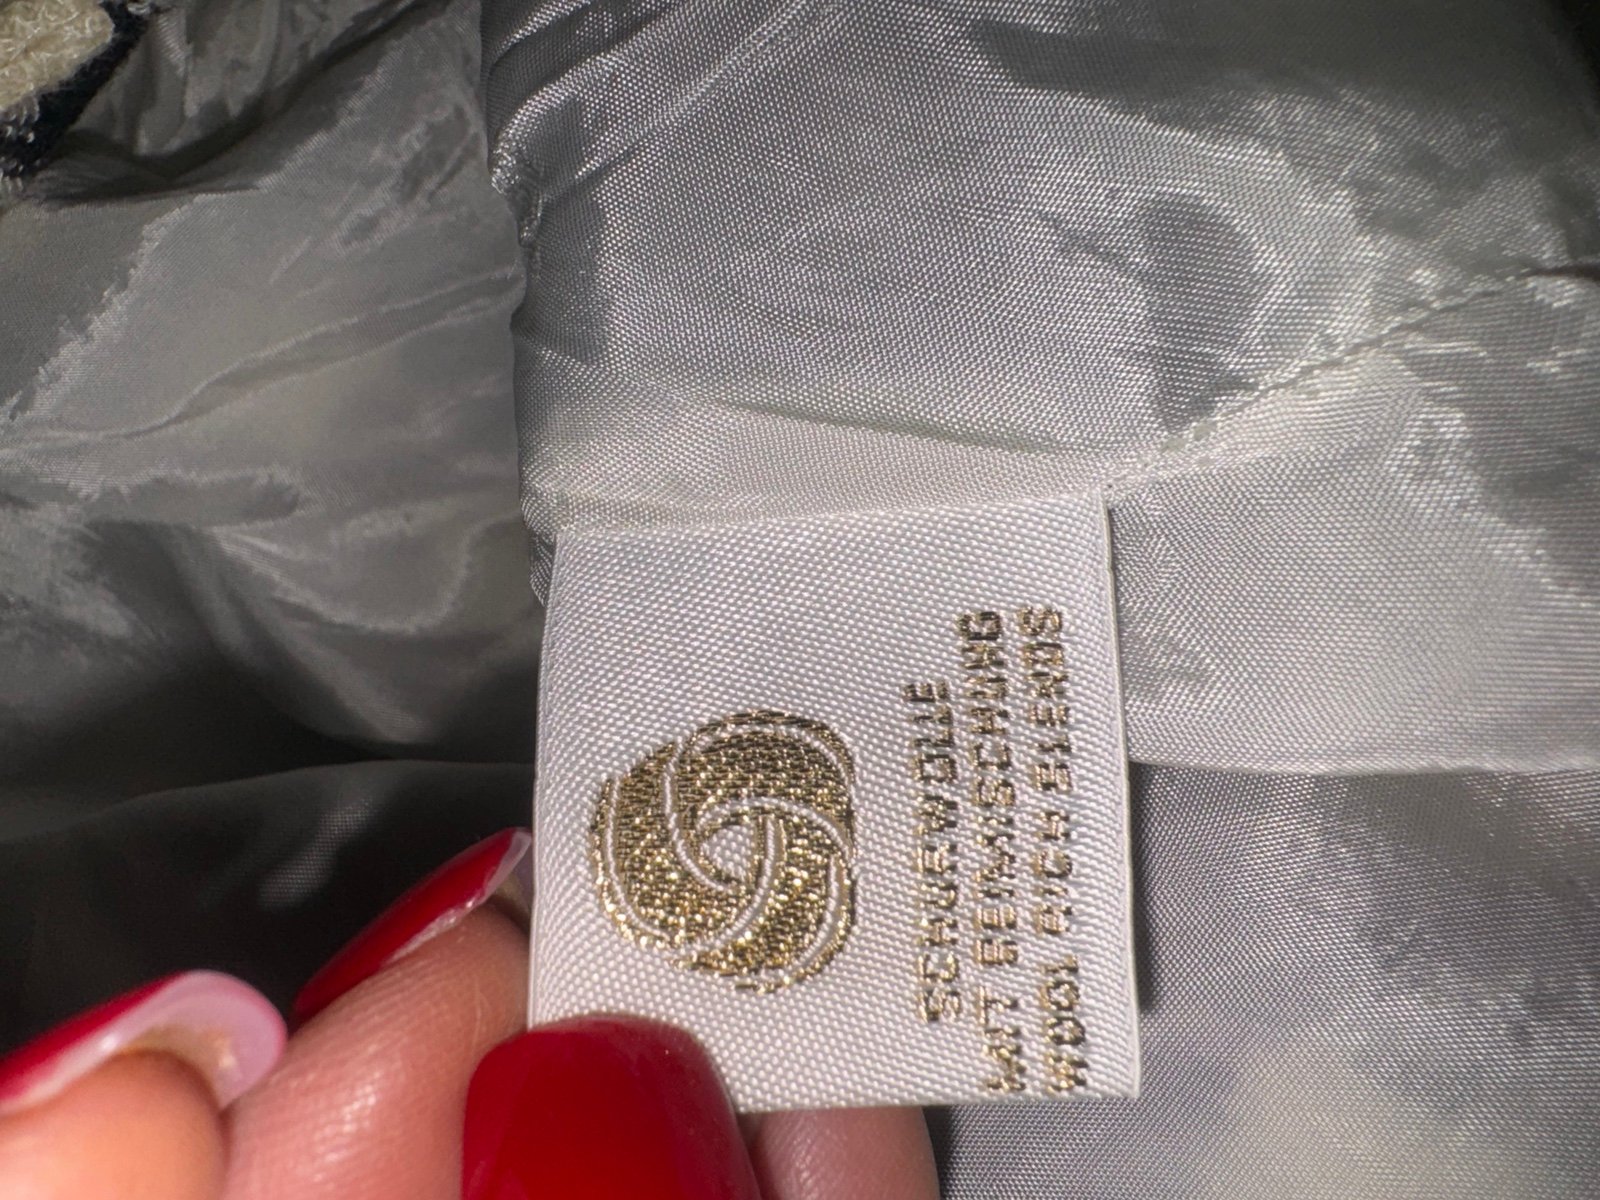 SCHURWOLLE
MIT BEIMISCHUNG
WOOL RICH BLENDS